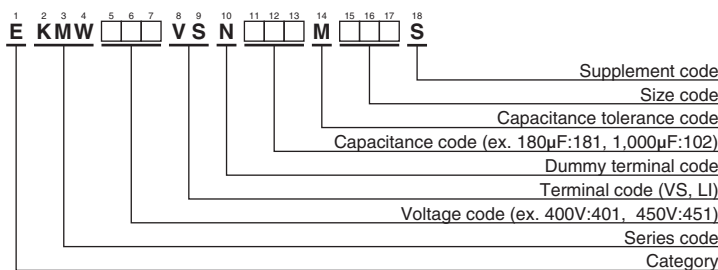 1 2 3 4 5 6 7 8 9 10 11 12 13 14 15 16 17 18
E KMW □□□ VS N □□□ M □□□ S
Supplement code
Size code
Capacitance tolerance code
Capacitance code (ex. 180µF:181, 1,000µF:102)
Dummy terminal code
Terminal code (VS, LI)
Voltage code (ex. 400V:401, 450V:451)
Series code
Category